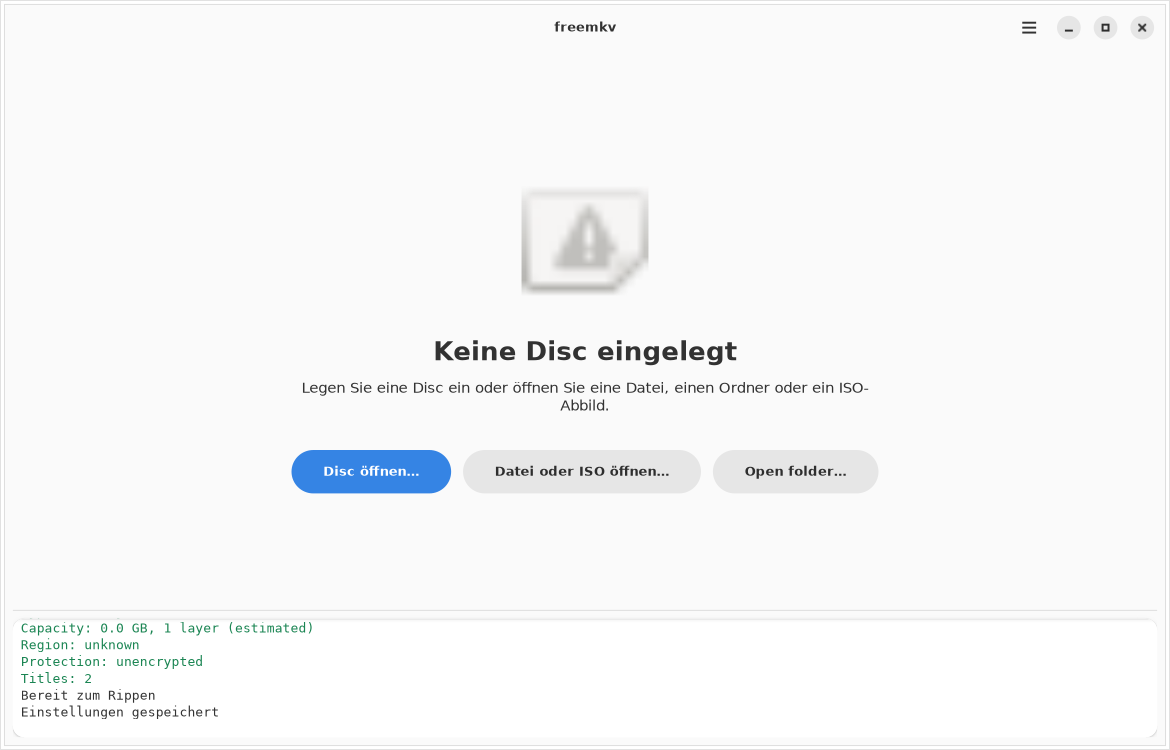 freemkv
Keine Disc eingelegt
Legen Sie eine Disc ein oder öffnen Sie eine Datei, einen Ordner oder ein ISO-
Abbild.
Disc öffnen…
Datei oder ISO öffnen…
Open folder…
Capacity: 0.0 GB, 1 layer (estimated)
Region: unknown
Protection: unencrypted
Titles: 2
Bereit zum Rippen
Einstellungen gespeichert